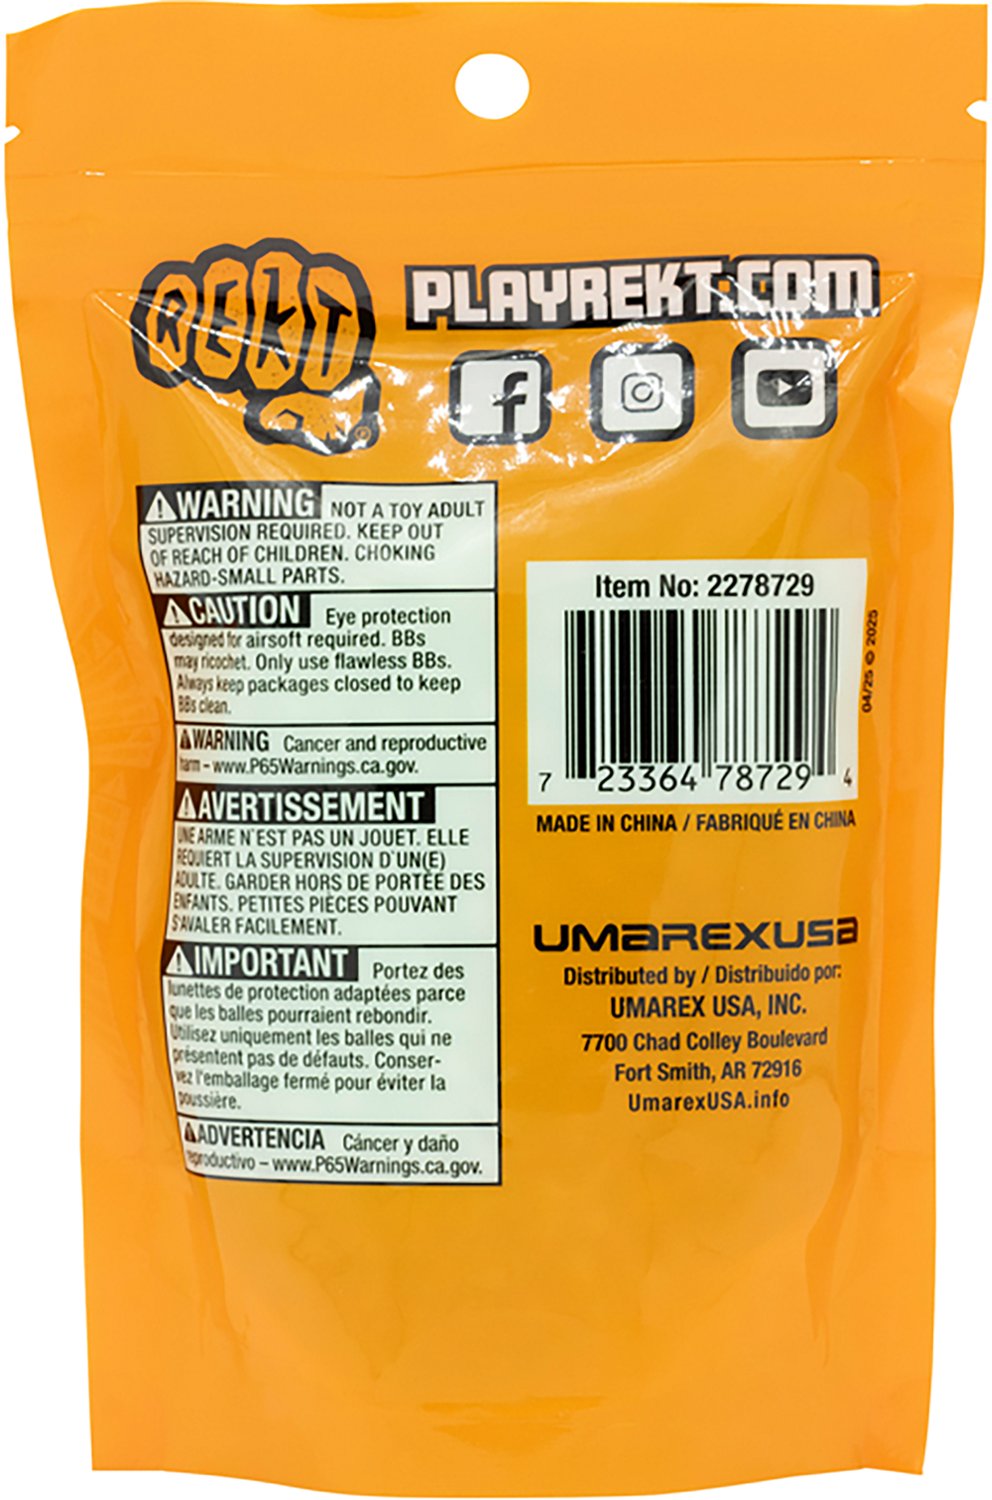 REKT
®
PLAYREKT.COM
WARNING NOT A TOY ADULT
SUPERVISION REQUIRED. KEEP OUT
OF REACH OF CHILDREN. CHOKING
HAZARD-SMALL PARTS.
CAUTION Eye protection
designed for airsoft required. BBs
may ricochet. Only use flawless BBs.
Always keep packages closed to keep
BBs clean.
WARNING Cancer and reproductive
harm - www.P65Warnings.ca.gov.
AVERTISSEMENT
UNE ARME N'EST PAS UN JOUET. ELLE
REQUIERT LA SUPERVISION D'UN(E)
ADULTE. GARDER HORS DE PORTÉE DES
ENFANTS. PETITES PIÈCES POUVANT
S'AVALER FACILEMENT.
IMPORTANT Portez des
lunettes de protection adaptées parce
que les balles pourraient rebondir.
Utilisez uniquement les balles qui ne
présentent pas de défauts. Conser-
vez l'emballage fermé pour éviter la
poussière.
ADVERTENCIA Cáncer y daño
reproductivo – www.P65Warnings.ca.gov.
Item No: 2278729
7 23364 78729 4
04/25 © 2025
MADE IN CHINA / FABRIQUÉ EN CHINA
UMAREXUSA
Distributed by / Distribuido por:
UMAREX USA, INC.
7700 Chad Colley Boulevard
Fort Smith, AR 72916
UmarexUSA.info